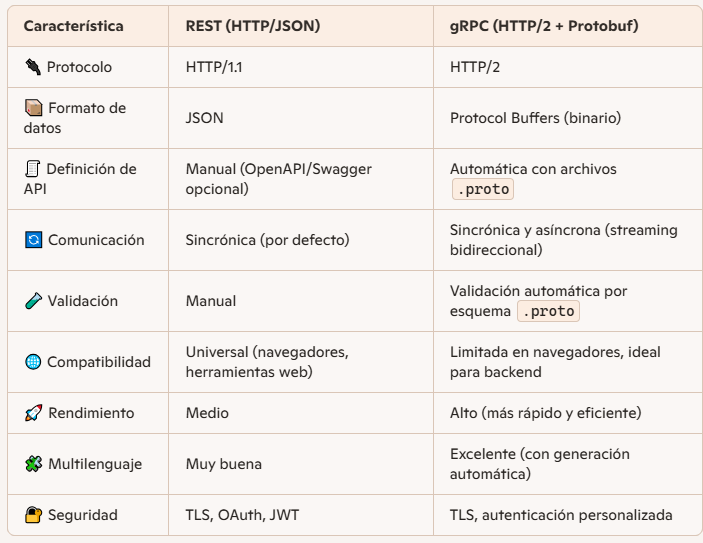 Característica
REST (HTTP/JSON)
gRPC (HTTP/2 + Protobuf)
Protocolo
HTTP/1.1
HTTP/2
Formato de
datos
JSON
Protocol Buffers (binario)
Definición de
API
Manual (OpenAPI/Swagger
opcional)
Automática con archivos
.proto
Comunicación
Sincrónica (por defecto)
Sincrónica y asíncrona (streaming
bidireccional)
Validación
Manual
Validación automática por
esquema .proto
Compatibilidad
Universal (navegadores,
herramientas web)
Limitada en navegadores, ideal
para backend
Rendimiento
Medio
Alto (más rápido y eficiente)
Multilenguaje
Muy buena
Excelente (con generación
automática)
Seguridad
TLS, OAuth, JWT
TLS, autenticación personalizada